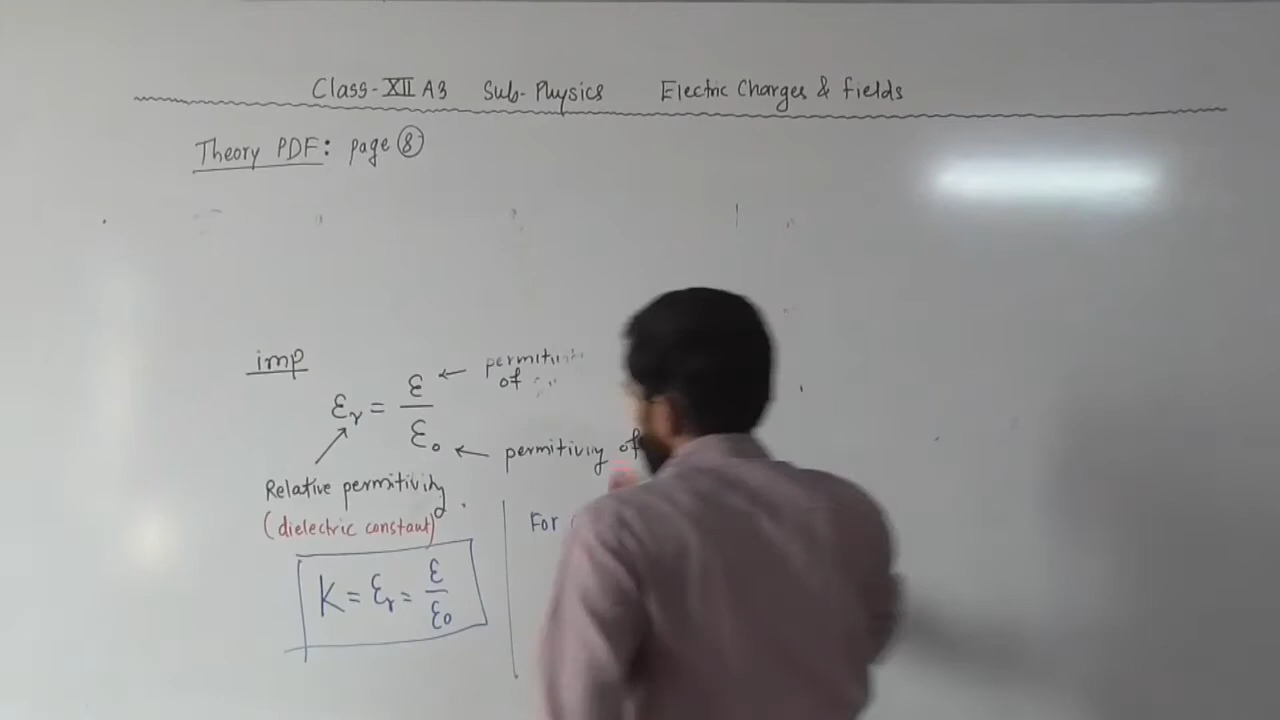 Class-XII A3 Sub-Physics Electric Charges & fields
Theory PDF: page 8
imp
εᵣ = ε / ε₀
← 
of
← permitivity of
Relative permitivity
(dielectric constant)
For
K = εᵣ = ε / ε₀